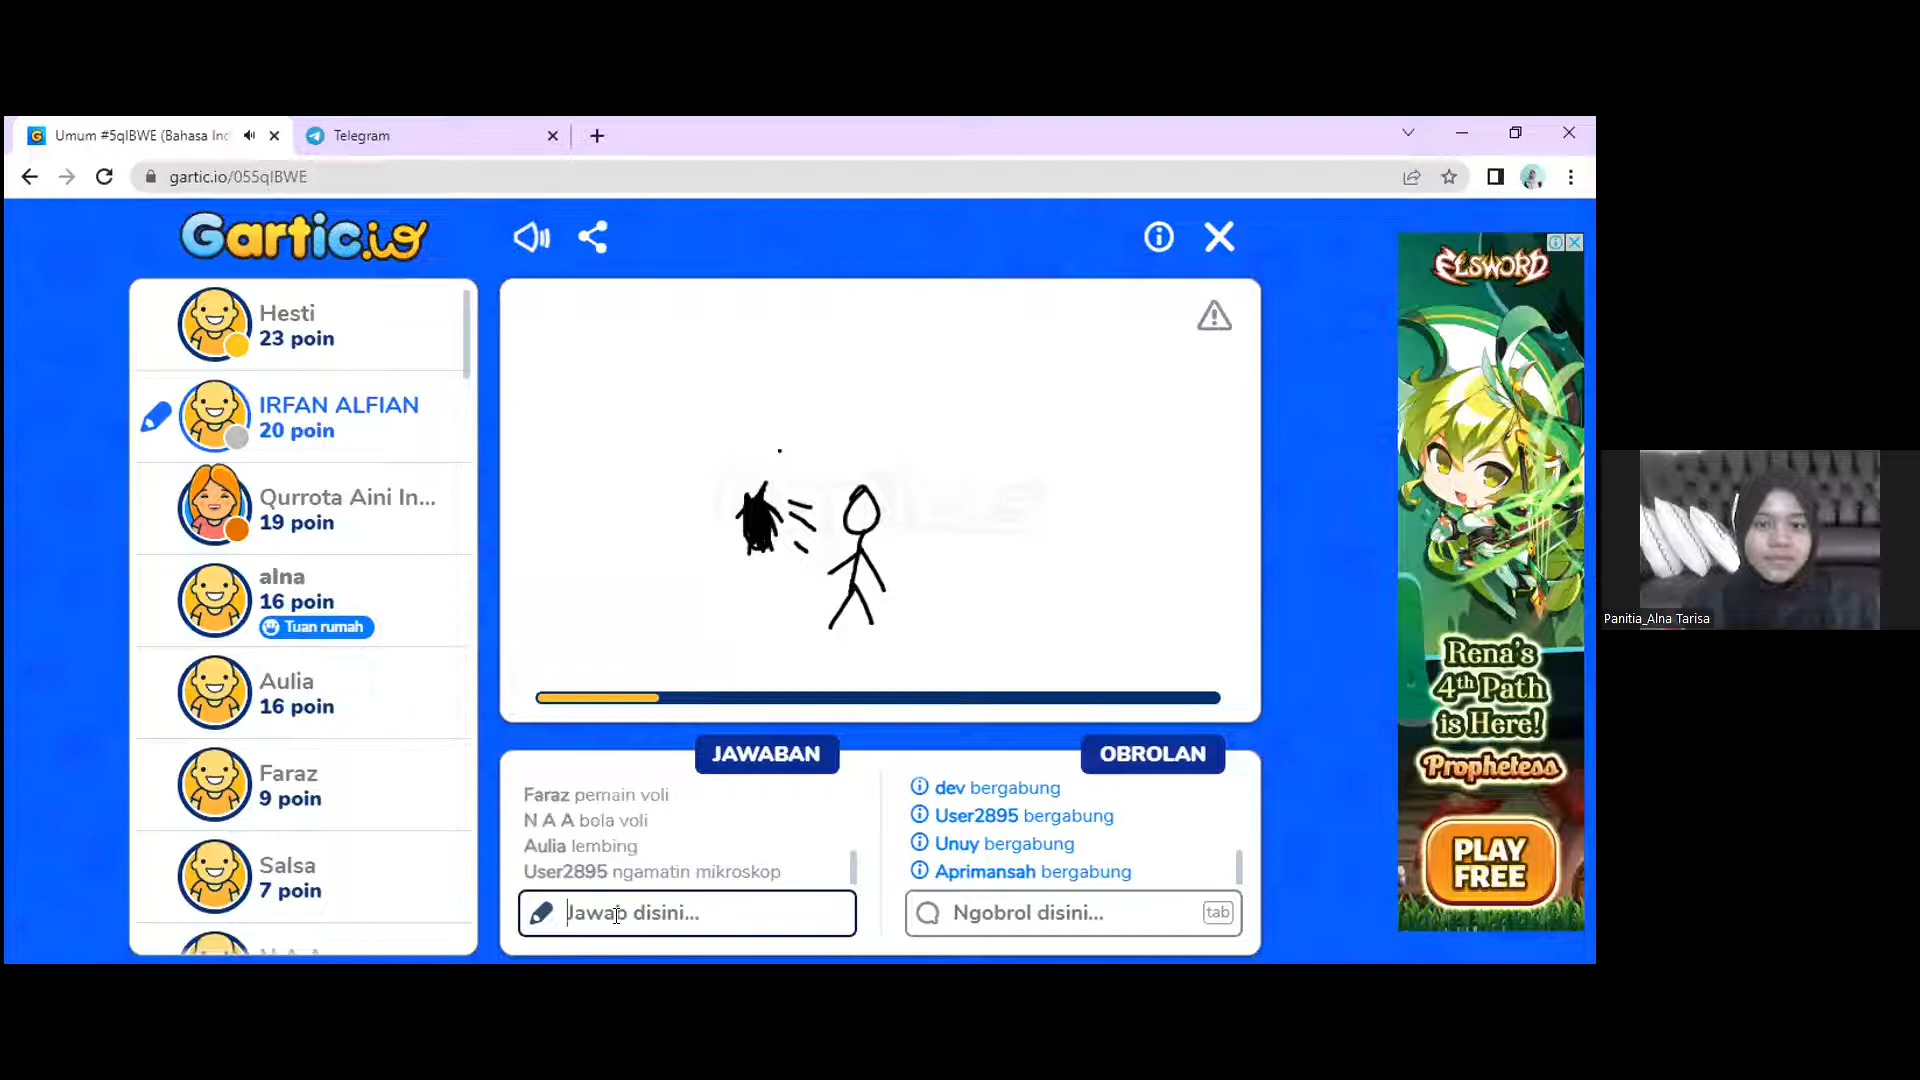 Umum #5qIBWE (Bahasa Inc
Telegram
gartic.io/055qIBWE
Gartic.io
Hesti
23 poin
IRFAN ALFIAN
20 poin
Qurrota Aini In...
19 poin
alna
16 poin
Tuan rumah
Aulia
16 poin
Faraz
9 poin
Salsa
7 poin
N A A
JAWABAN
Faraz pemain voli
N A A bola voli
Aulia lembing
User2895 ngamatin mikroskop
Jawab disini...
OBROLAN
dev bergabung
User2895 bergabung
Unuy bergabung
Aprimansah bergabung
Ngobrol disini...
tab
ELSWORD
Rena's
4th Path
is Here!
Prophetess
PLAY
FREE
Panitia_Alna Tarisa